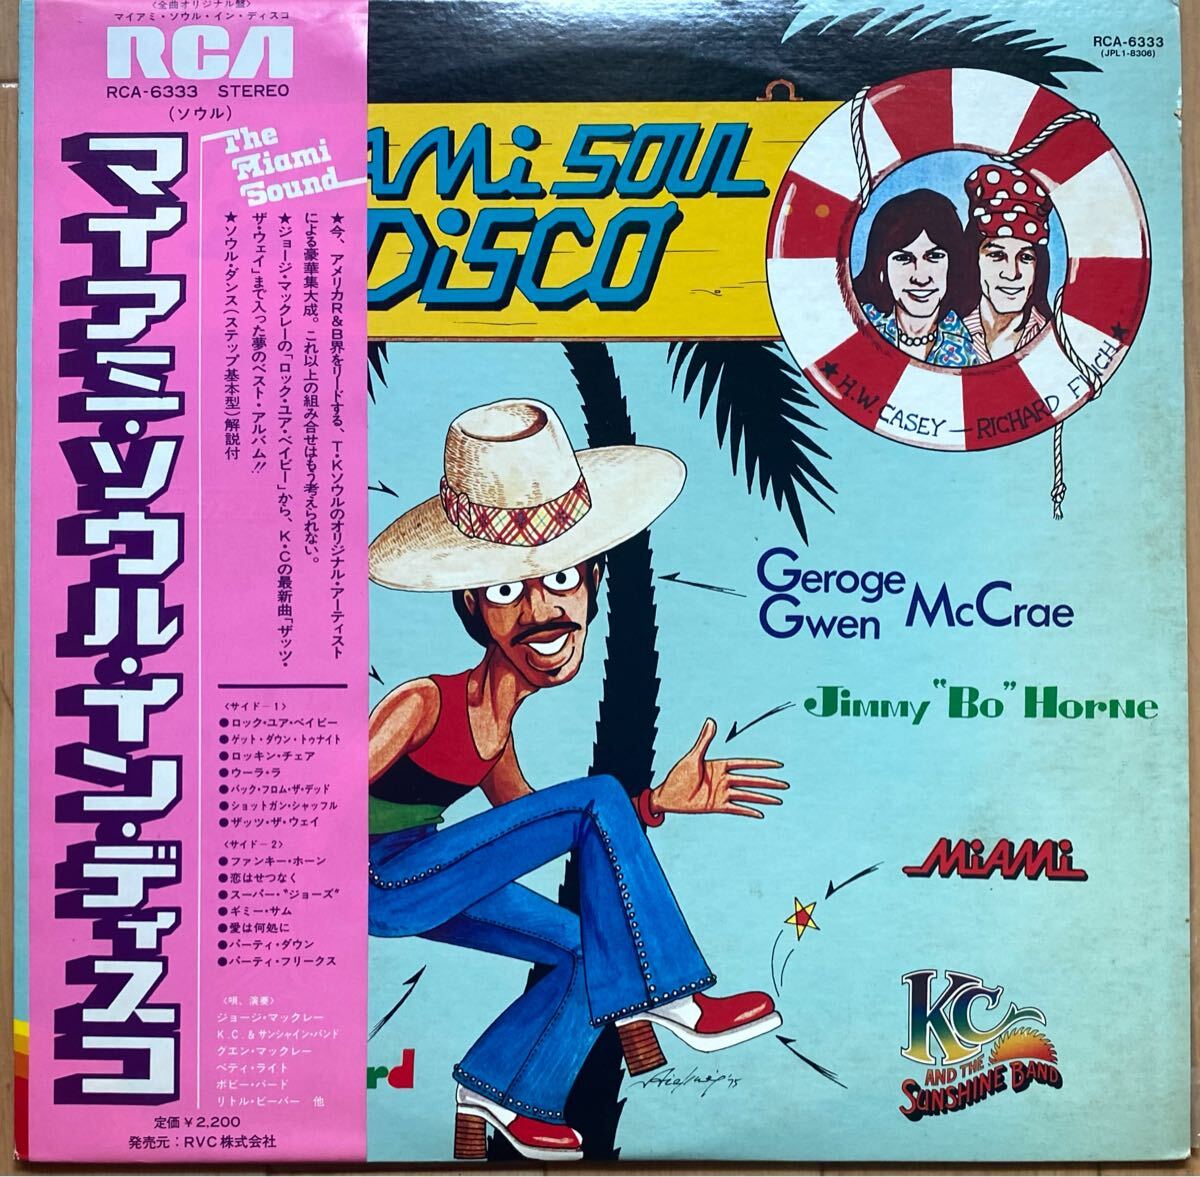 〈全曲オリジナル盤〉
マイアミ・ソウル・イン・ディスコ
RCA
RCA-6333 STEREO
(ソウル)
マイアミ・ソウル・イン・ディスコ
The
Miami
Sound
★今、アメリカR&B界をリードする、T・Kソウルのオリジナル・アーティスト
による豪華集大成。これ以上の組み合せはもう考えられない。
★ジョージ・マックレーの「ロック・ユア・ベイビー」から、K・Cの最新曲「ザッツ・
ザ・ウェイ」まで入った夢のベスト・アルバム!!
★ソウル・ダンス(ステップ基本型)解説付
〈サイド-1〉
●ロック・ユア・ベイビー
●ゲット・ダウン・トゥナイト
●ロッキン・チェア
●ウーラ・ラ
●バック・フロム・ザ・デッド
●ショットガン・シャッフル
●ザッツ・ザ・ウェイ
〈サイド-2〉
●ファンキー・ホーン
●恋はせつなく
●スーパー・“ジョーズ”
●ギミー・サム
●愛は何処に
●パーティ・ダウン
●パーティ・フリークス
〈唄、演奏〉
ジョージ・マックレー
K.C.&サンシャイン・バンド
グエン・マックレー
ベティ・ライト
ボビー・バード
リトル・ビーバー 他
定価¥2,200
発売元:RVC株式会社
RCA-6333
(JPL1-8306)
AMi SOUL
DiSCO
★H.W. CASEY — RICHARD FINCH★
Geroge
Gwen McCrae
Jimmy "Bo" Horne
MiAMi
KC
AND THE
SUNSHINE BAND
rd